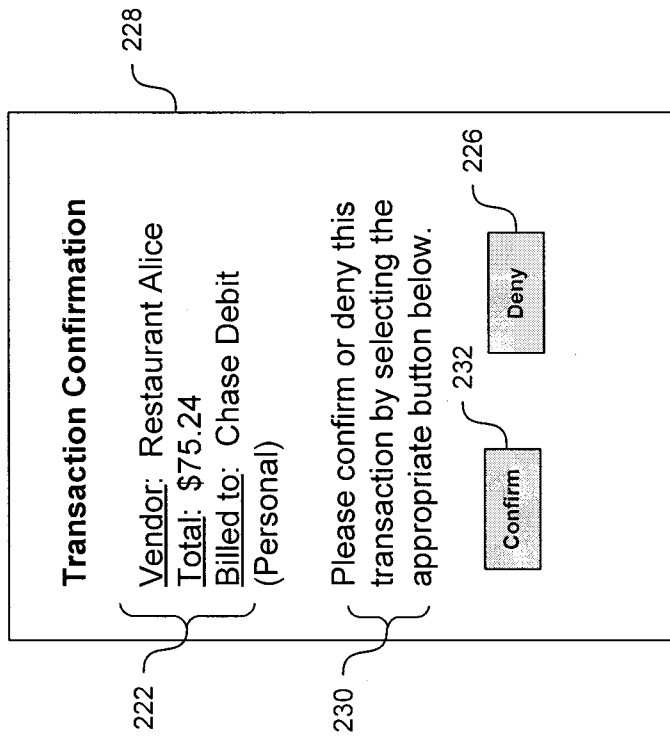 228
Transaction Confirmation
222
Vendor: Restaurant Alice
Total: $75.24
Billed to: Chase Debit
(Personal)
230
Please confirm or deny this
transaction by selecting the
appropriate button below.
232
226
Confirm
Deny